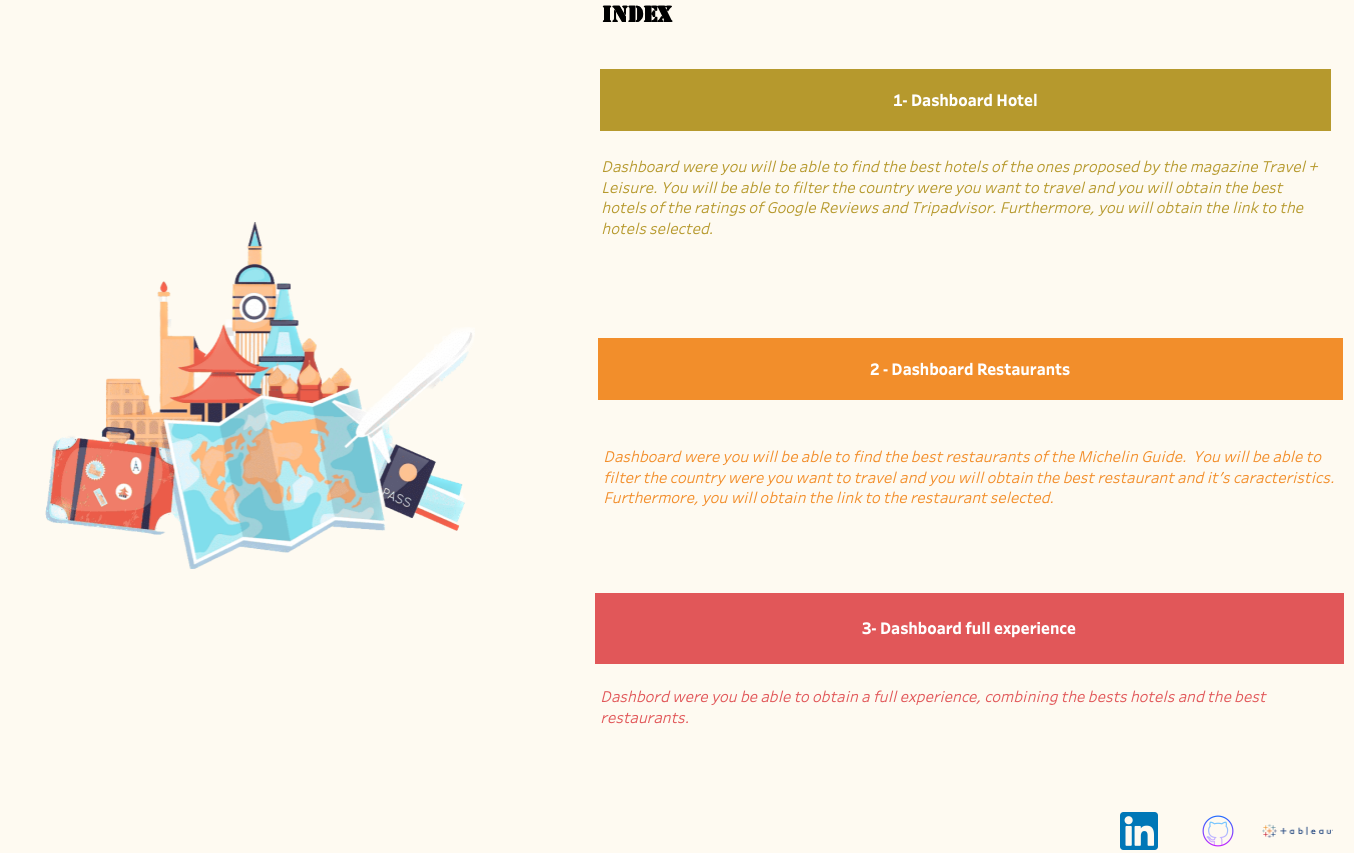 INDEX
1- Dashboard Hotel
Dashboard were you will be able to find the best hotels of the ones proposed by the magazine Travel +
Leisure. You will be able to filter the country were you want to travel and you will obtain the best
hotels of the ratings of Google Reviews and Tripadvisor. Furthermore, you will obtain the link to the
hotels selected.
PASS
2 - Dashboard Restaurants
Dashboard were you will be able to find the best restaurants of the Michelin Guide.  You will be able to
filter the country were you want to travel and you will obtain the best restaurant and it's caracteristics.
Furthermore, you will obtain the link to the restaurant selected.
3- Dashboard full experience
Dashbord were you be able to obtain a full experience, combining the bests hotels and the best
restaurants.
in
tableau